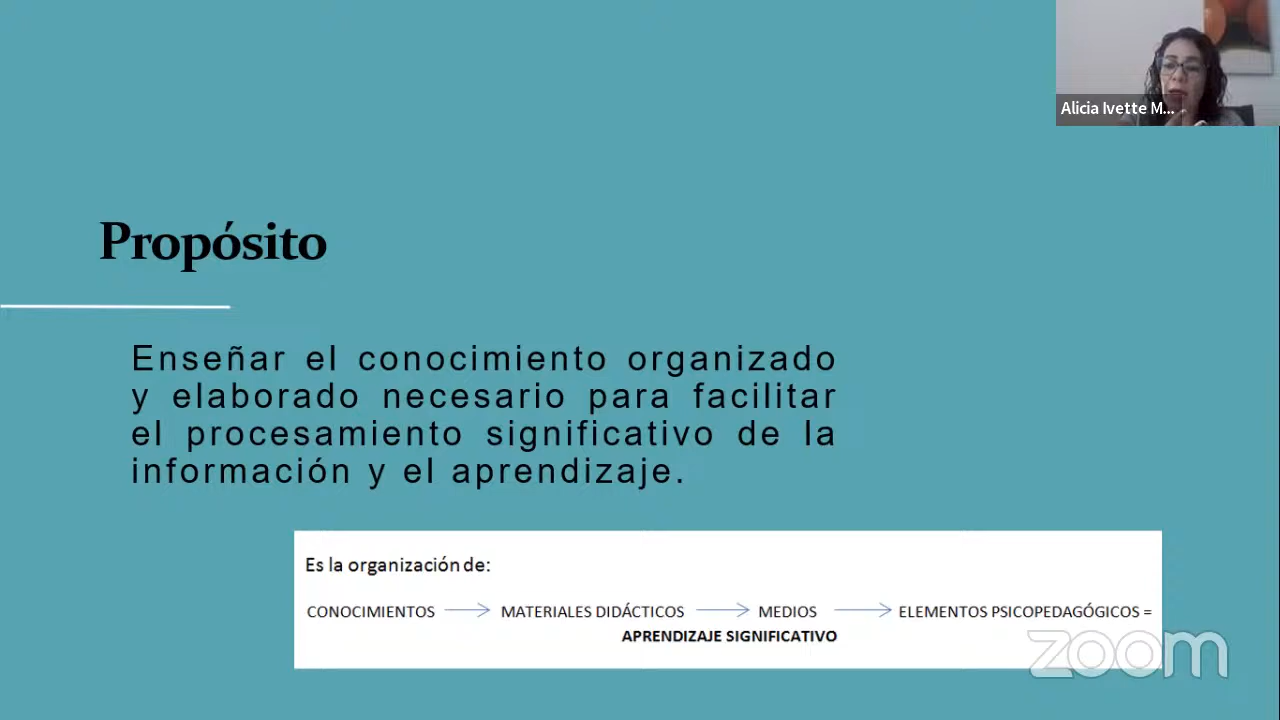 Alicia Ivette M...
Propósito
Enseñar el conocimiento organizado
y elaborado necesario para facilitar
el procesamiento significativo de la
información y el aprendizaje.
Es la organización de:
CONOCIMIENTOS → MATERIALES DIDÁCTICOS → MEDIOS → ELEMENTOS PSICOPEDAGÓGICOS =
APRENDIZAJE SIGNIFICATIVO
zoom